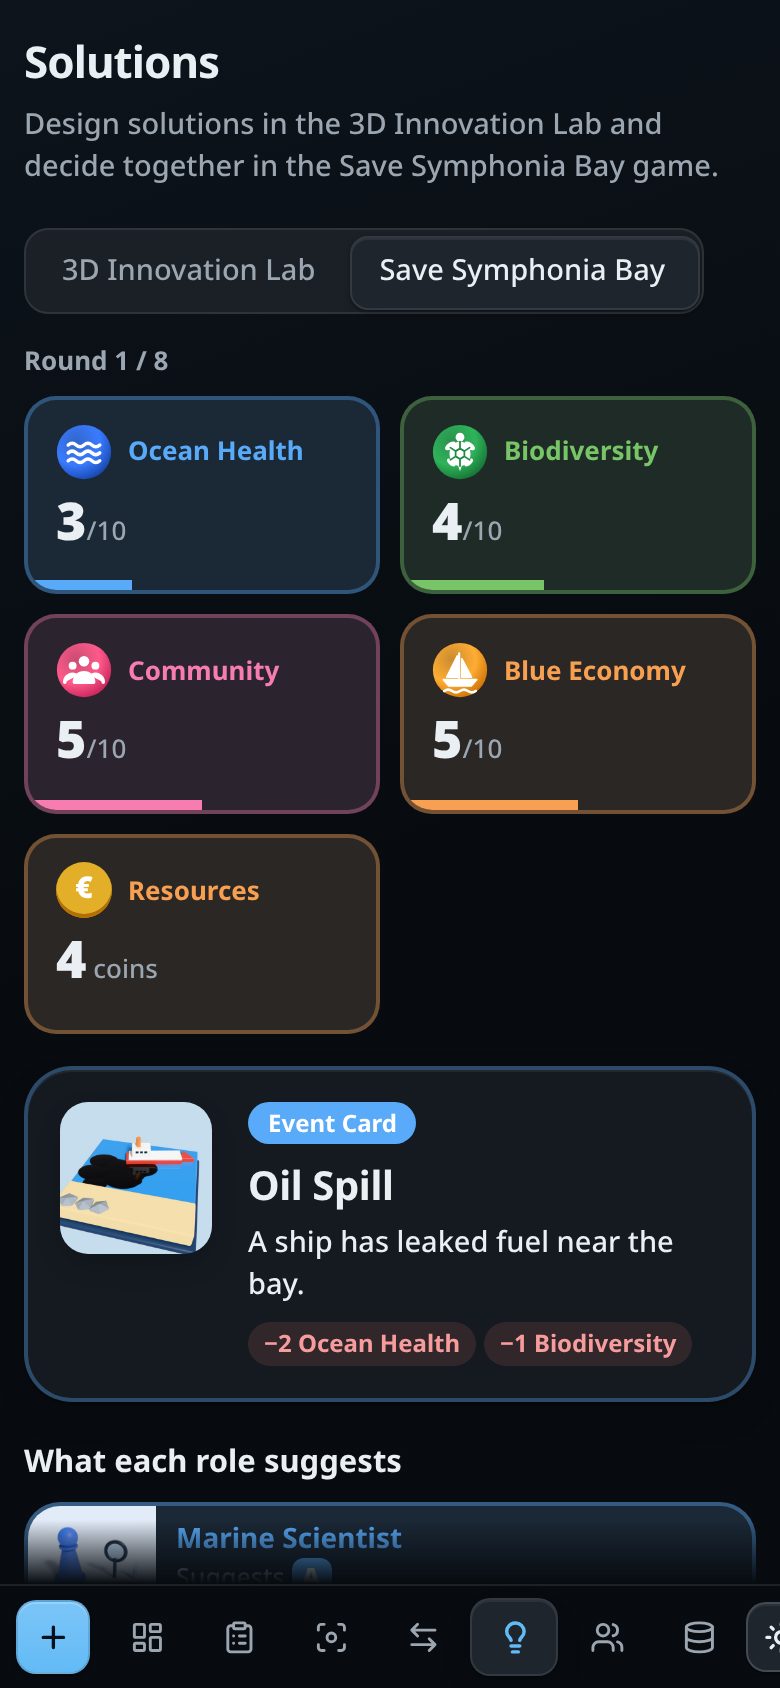 Solutions
Design solutions in the 3D Innovation Lab and
decide together in the Save Symphonia Bay game.
3D Innovation Lab
Save Symphonia Bay
Round 1 / 8
Ocean Health
3/10
Biodiversity
4/10
Community
5/10
Blue Economy
5/10
€
Resources
4 coins
Event Card
Oil Spill
A ship has leaked fuel near the
bay.
−2 Ocean Health
−1 Biodiversity
What each role suggests
Marine Scientist
Suggests A